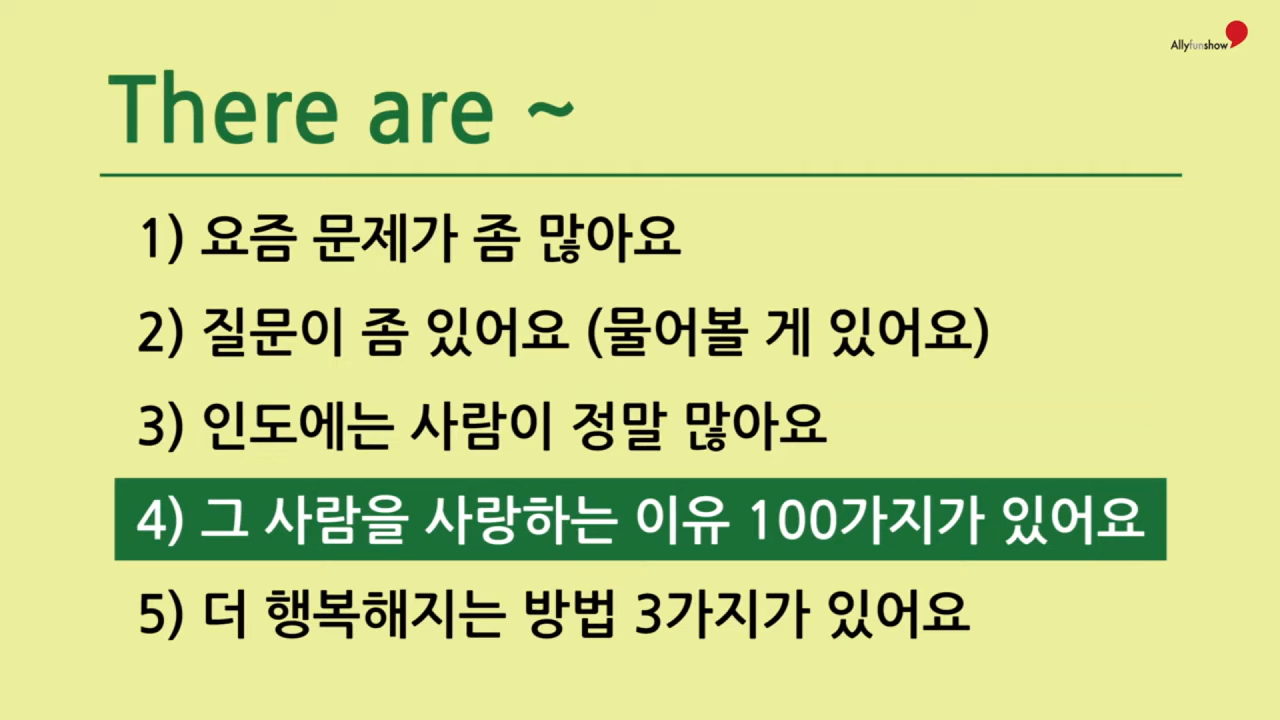 Allyfunshow
There are ~
1) 요즘 문제가 좀 많아요
2) 질문이 좀 있어요 (물어볼 게 있어요)
3) 인도에는 사람이 정말 많아요
4) 그 사람을 사랑하는 이유 100가지가 있어요
5) 더 행복해지는 방법 3가지가 있어요